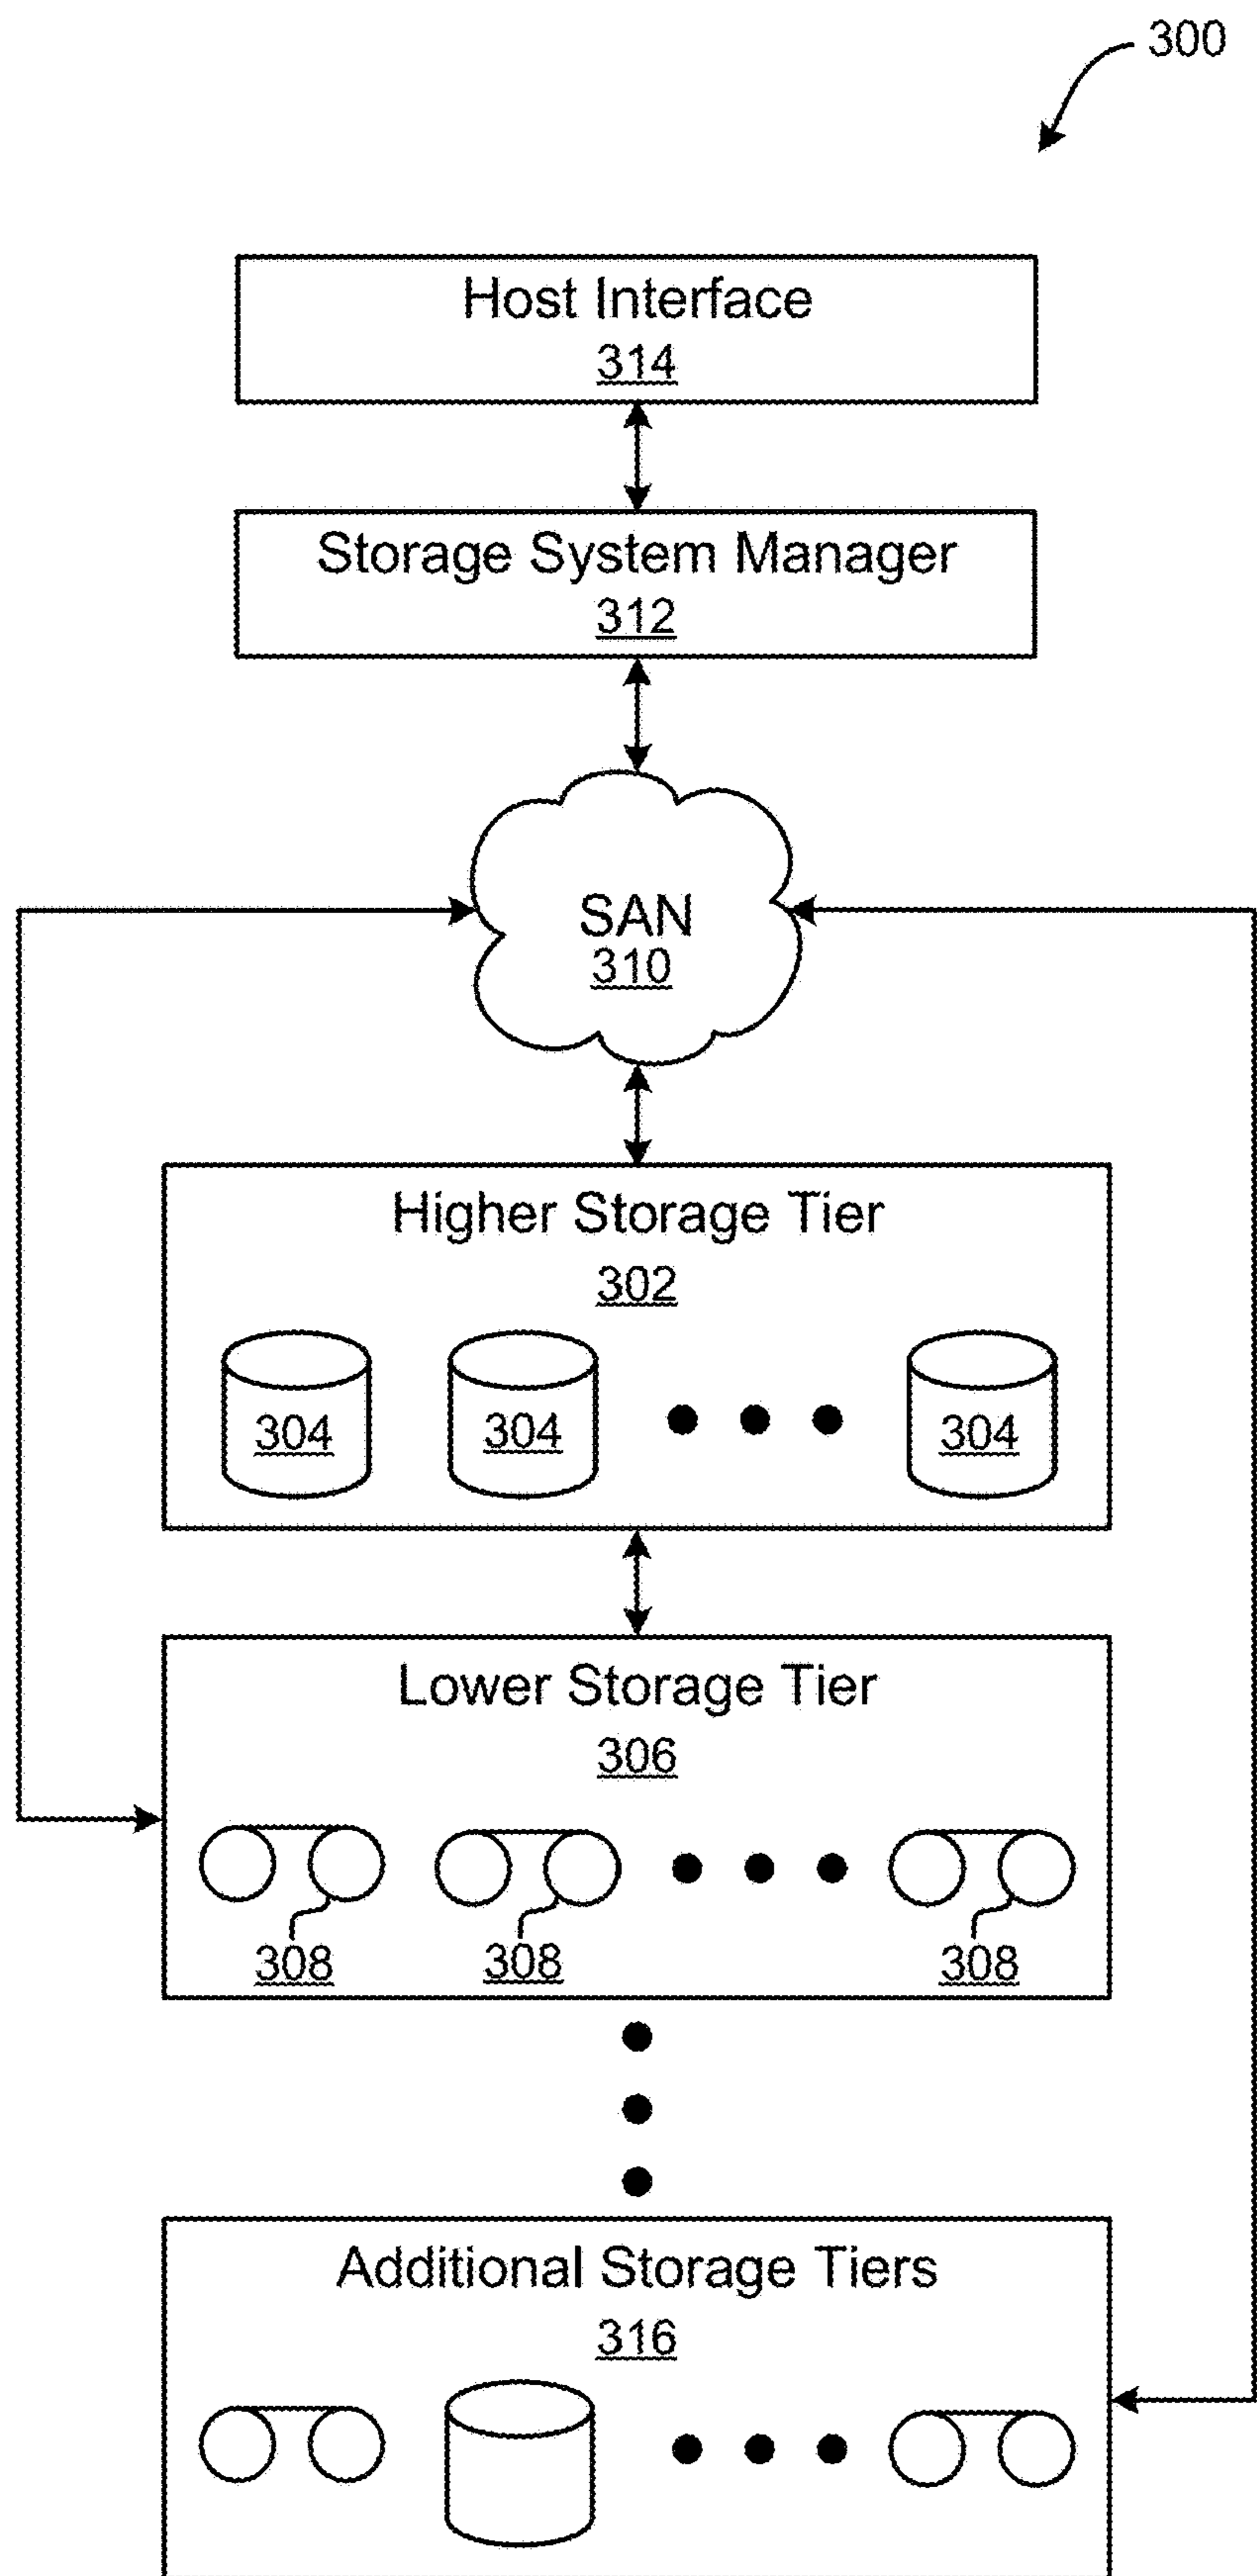 300
Host Interface
314
Storage System Manager
312
SAN
310
Higher Storage Tier
302
304 304 304
Lower Storage Tier
306
308 308 308
Additional Storage Tiers
316